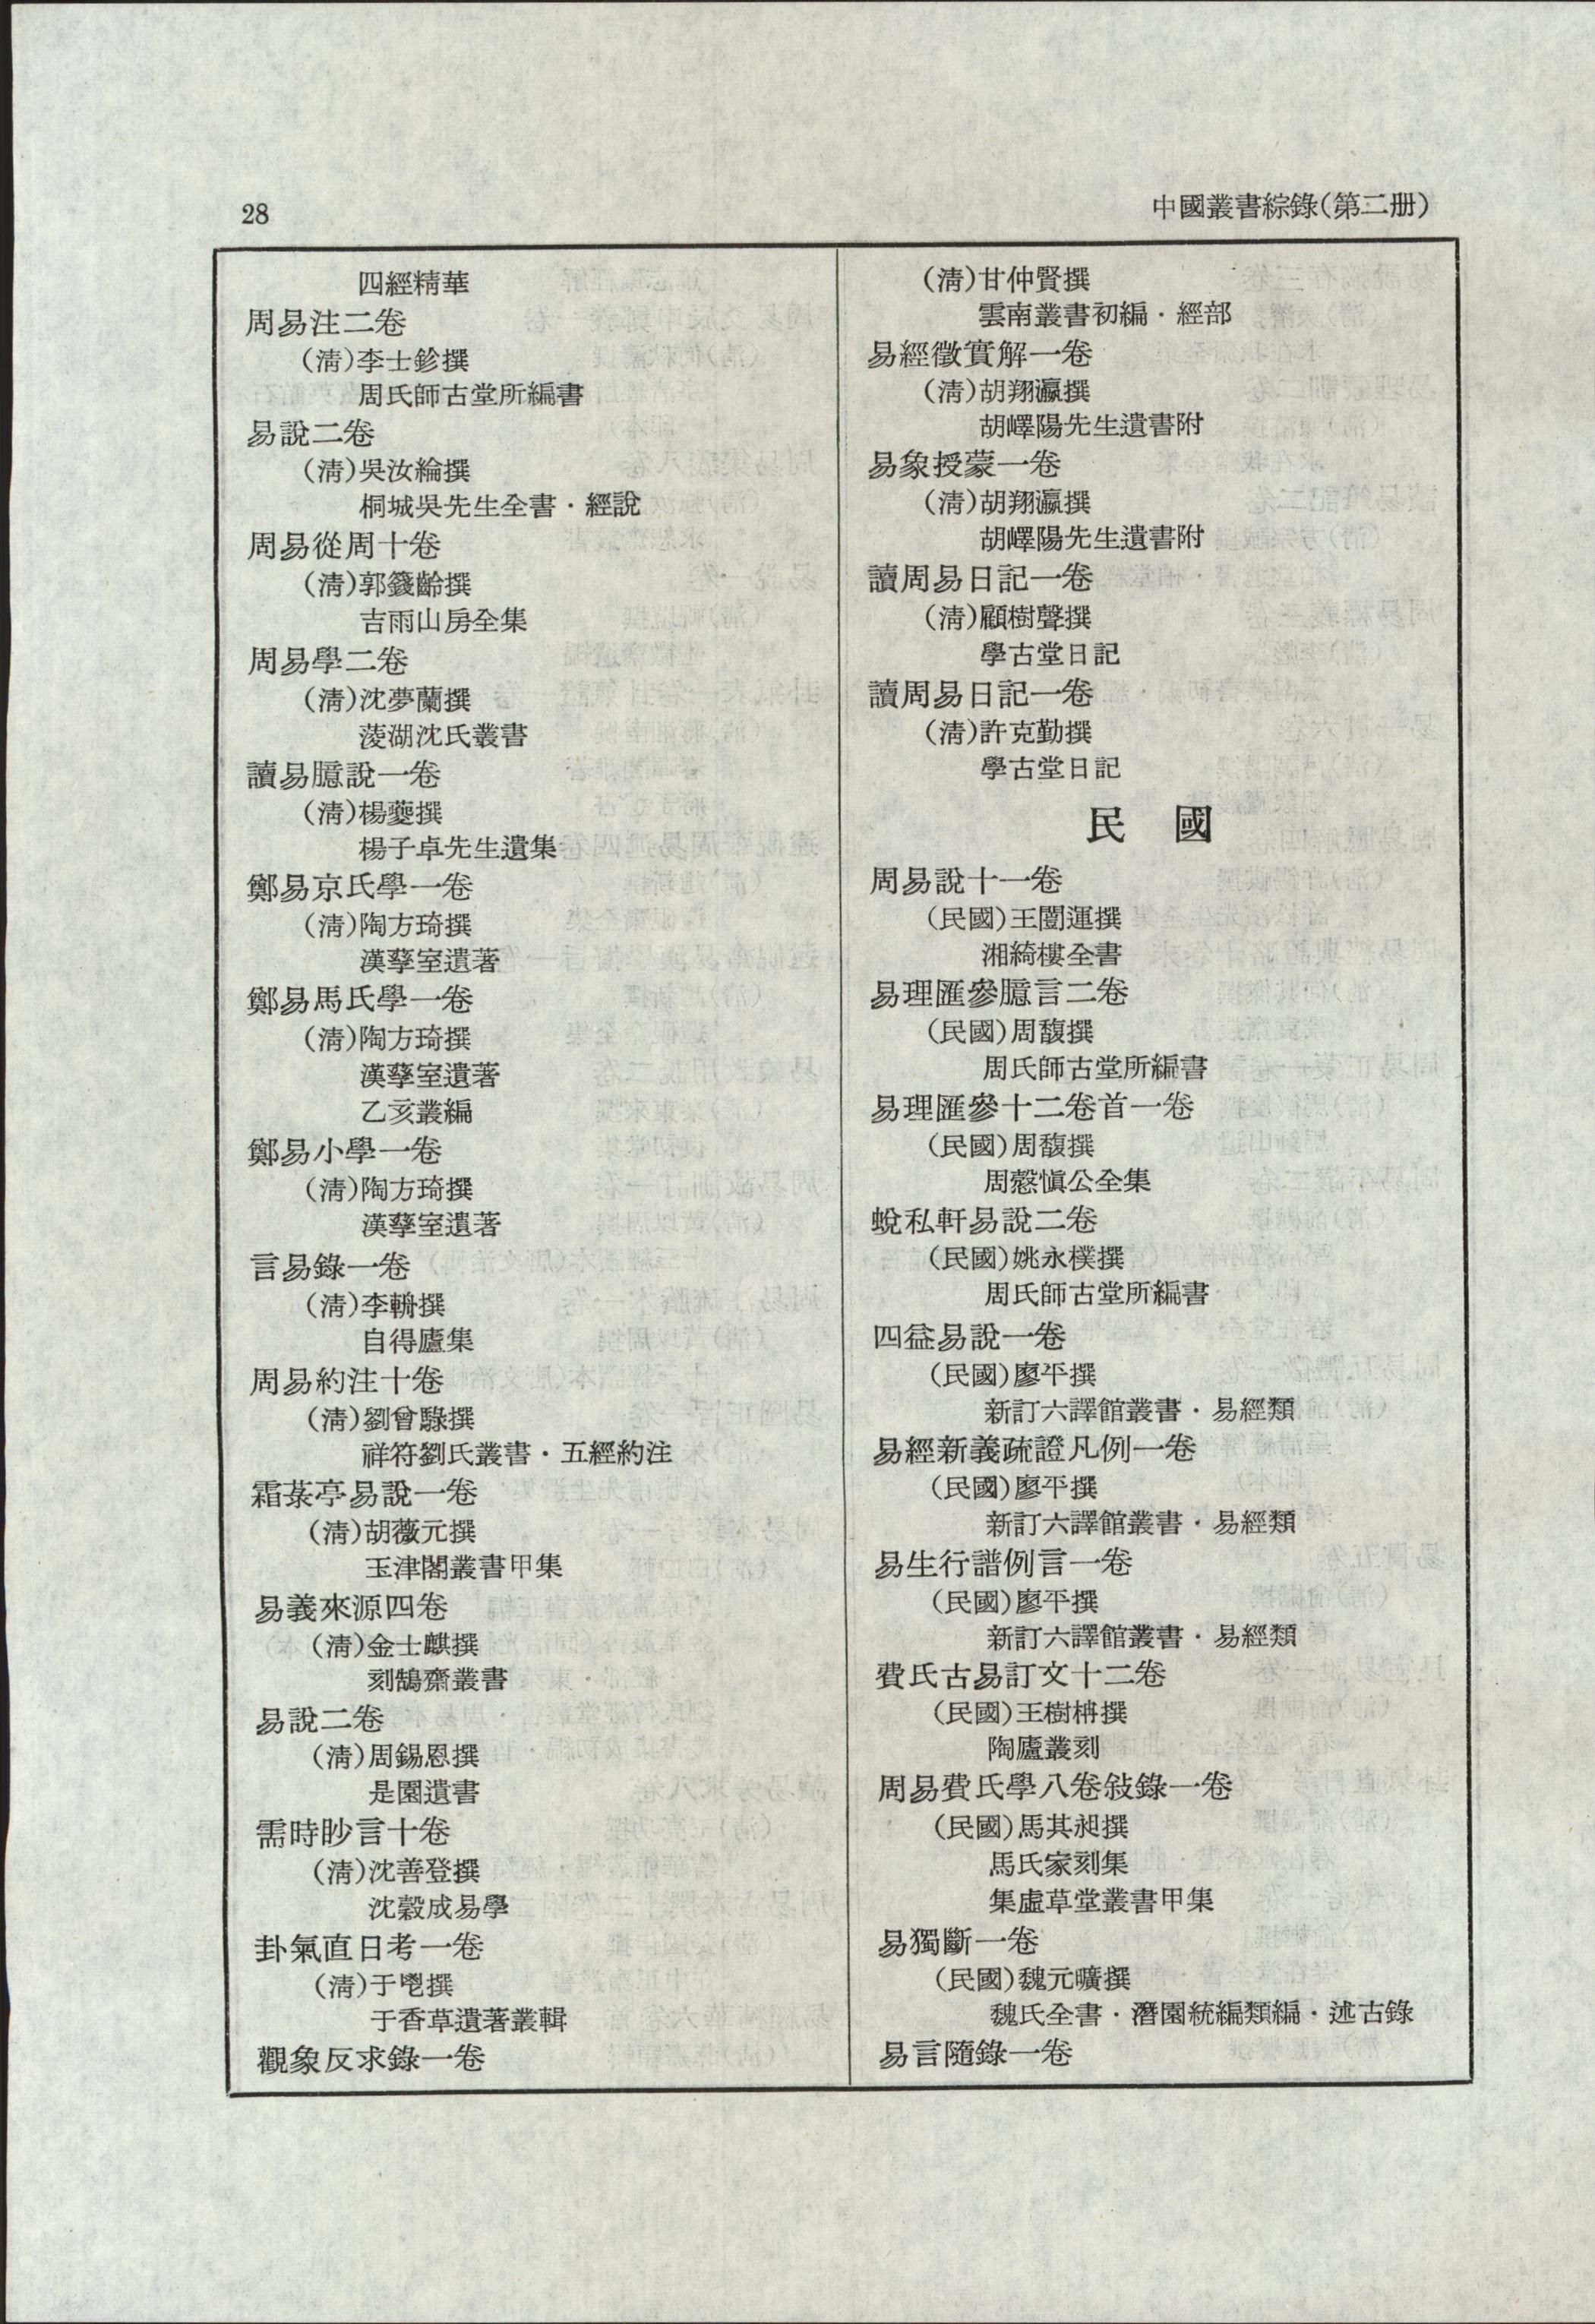 28
中國叢書綜錄(第二册)
四經精華
周易注二卷
(清)李士鉁撰
周氏師古堂所編書
易說二卷
(清)吳汝綸撰
桐城吳先生全書·經說
周易從周十卷
(清)郭籛齡撰
吉雨山房全集
周易學二卷
(清)沈夢蘭撰
菱湖沈氏叢書
讀易臆說一卷
(清)楊夔撰
楊子卓先生遺集
鄭易京氏學一卷
(清)陶方琦撰
漢孳室遺著
鄭易馬氏學一卷
(清)陶方琦撰
漢孳室遺著
乙亥叢編
鄭易小學一卷
(清)陶方琦撰
漢孳室遺著
言易錄一卷
(清)李輈撰
自得廬集
周易約注十卷
(清)劉曾騄撰
祥符劉氏叢書·五經約注
霜菉亭易說一卷
(清)胡薇元撰
玉津閣叢書甲集
易義來源四卷
(清)金士麒撰
刻鵠齋叢書
易說二卷
(清)周錫恩撰
是園遺書
需時眇言十卷
(清)沈善登撰
沈穀成易學
卦氣直日考一卷
(清)于鬯撰
于香草遺著叢輯
觀象反求錄一卷
(清)甘仲賢撰
雲南叢書初編·經部
易經徵實解一卷
(清)胡翔瀛撰
胡嶧陽先生遺書附
易象授蒙一卷
(清)胡翔瀛撰
胡嶧陽先生遺書附
讀周易日記一卷
(清)顧樹聲撰
學古堂日記
讀周易日記一卷
(清)許克勤撰
學古堂日記
民 國
周易說十一卷
(民國)王闓運撰
湘綺樓全書
易理匯參臆言二卷
(民國)周馥撰
周氏師古堂所編書
易理匯參十二卷首一卷
(民國)周馥撰
周慤愼公全集
蛻私軒易說二卷
(民國)姚永樸撰
周氏師古堂所編書
四益易說一卷
(民國)廖平撰
新訂六譯館叢書·易經類
易經新義疏證凡例一卷
(民國)廖平撰
新訂六譯館叢書·易經類
易生行譜例言一卷
(民國)廖平撰
新訂六譯館叢書·易經類
費氏古易訂文十二卷
(民國)王樹枏撰
陶廬叢刻
周易費氏學八卷敍錄一卷
(民國)馬其昶撰
馬氏家刻集
集虛草堂叢書甲集
易獨斷一卷
(民國)魏元曠撰
魏氏全書·潛園統編類編·述古錄
易言隨錄一卷